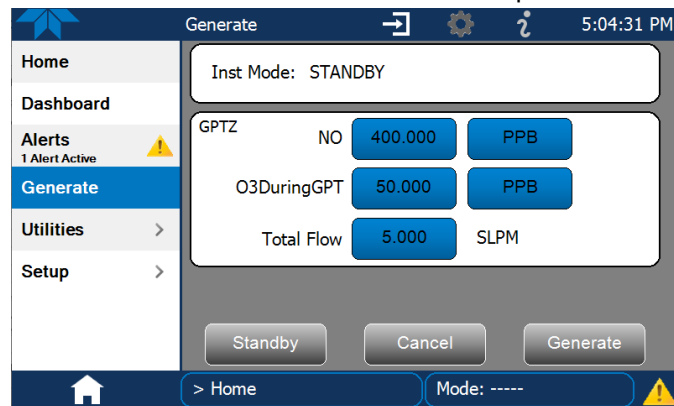 Generate
5:04:31 PM
Home
Dashboard
Alerts
1 Alert Active
Generate
Utilities
Setup
Inst Mode: STANDBY
GPTZ
NO 400.000 PPB
O3DuringGPT 50.000 PPB
Total Flow 5.000 SLPM
Standby Cancel Generate
> Home
Mode: -----